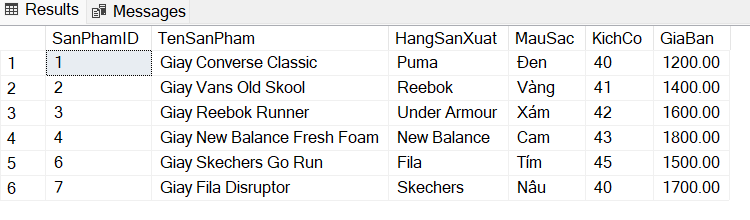 Results Messages
SanPhamID TenSanPham HangSanXuat MauSac KichCo GiaBan
1 1 Giay Converse Classic Puma Đen 40 1200.00
2 2 Giay Vans Old Skool Reebok Vàng 41 1400.00
3 3 Giay Reebok Runner Under Armour Xám 42 1600.00
4 4 Giay New Balance Fresh Foam New Balance Cam 43 1800.00
5 6 Giay Skechers Go Run Fila Tím 45 1500.00
6 7 Giay Fila Disruptor Skechers Nâu 40 1700.00